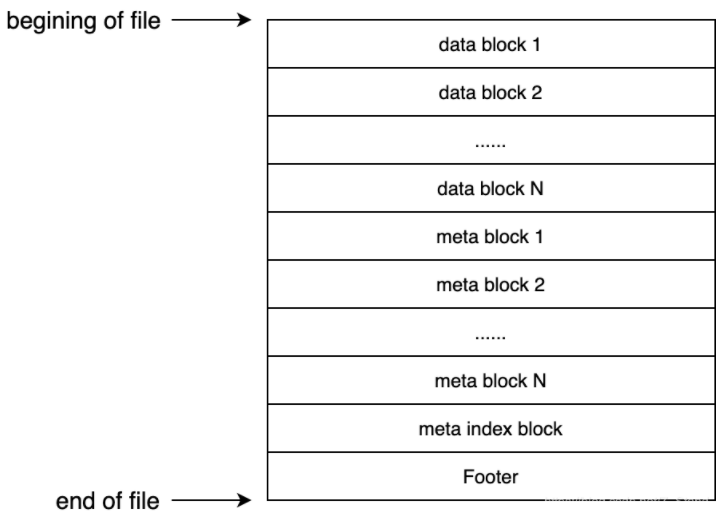 begining of file
data block 1
data block 2
......
data block N
meta block 1
meta block 2
......
meta block N
meta index block
Footer
end of file